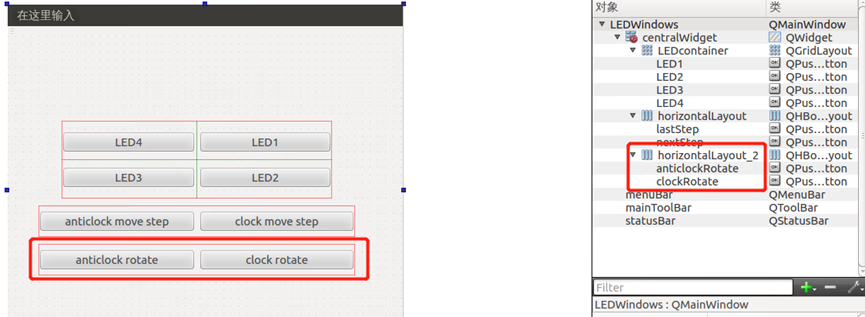 在这里输入
LED4 LED1
LED3 LED2
anticlock move step clock move step
anticlock rotate clock rotate
对象 类
LEDWindows QMainWindow
centralWidget QWidget
LEDcontainer QGridLayout
LED1 QPus...tton
LED2 QPus...tton
LED3 QPus...tton
LED4 QPus...tton
horizontalLayout QHBo...yout
lastStep QPus...tton
nextStep QPus...tton
horizontalLayout_2 QHBo...yout
anticlockRotate QPus...tton
clockRotate QPus...tton
menuBar QMenuBar
mainToolBar QToolBar
statusBar QStatusBar
Filter
LEDWindows : QMainWindow